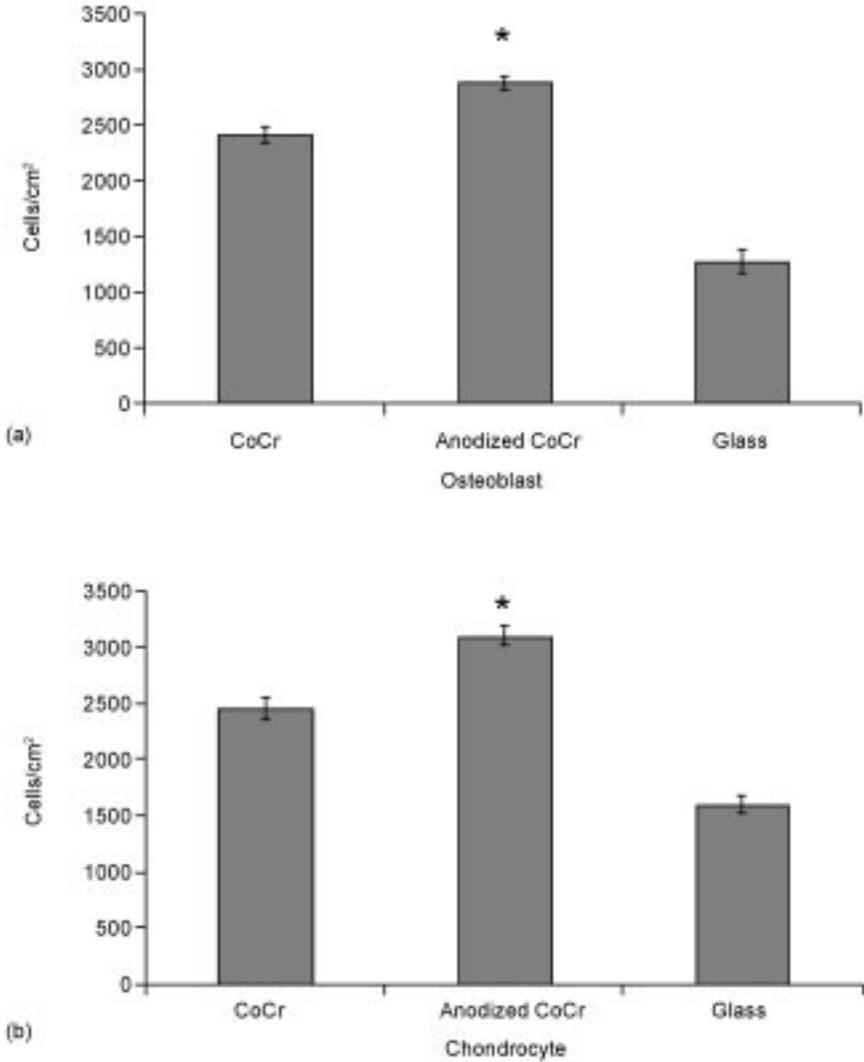 3500
*
3000
2500
2000
Cells/cm²
1500
1000
500
0
(a)
CoCr Anodized CoCr Glass
Osteoblast
3500
*
3000
2500
2000
Cells/cm²
1500
1000
500
0
CoCr Anodized CoCr Glass
(b)
Chondrocyte